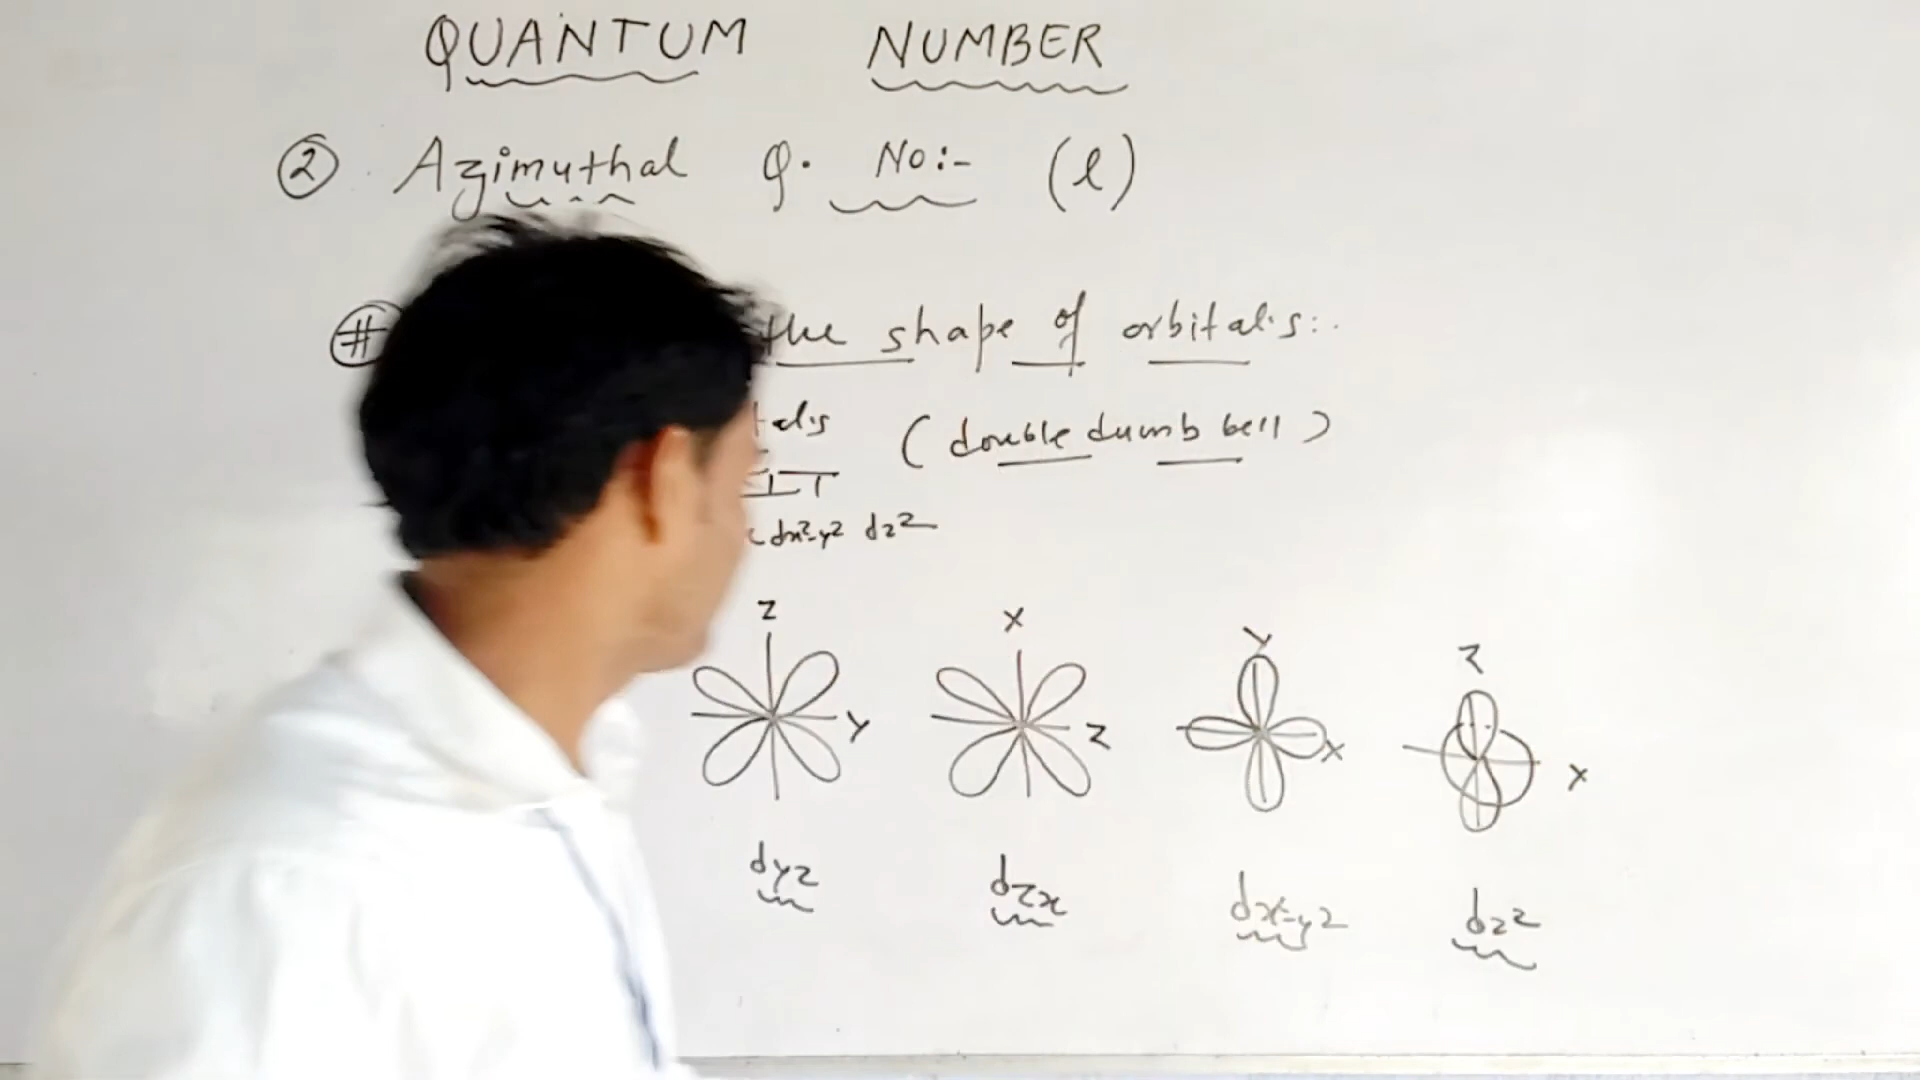 QUANTUM NUMBER
② Azimuthal Q. No:- (l)
# the shape of orbitals:.
(double dumb bell)
dx²-y² dz²
Z X Y Z
Y Z X X
dyz dzx dx²-y² dz²